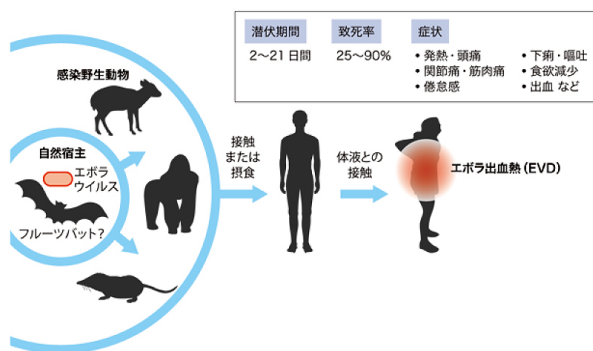 潜伏期間
2〜21日間
致死率
25〜90%
症状
• 発熱・頭痛
• 関節痛・筋肉痛
• 倦怠感
• 下痢・嘔吐
• 食欲減少
• 出血 など
感染野生動物
自然宿主
エボラ
ウイルス
フルーツバット？
接触
または
摂食
体液との
接触
エボラ出血熱（EVD）